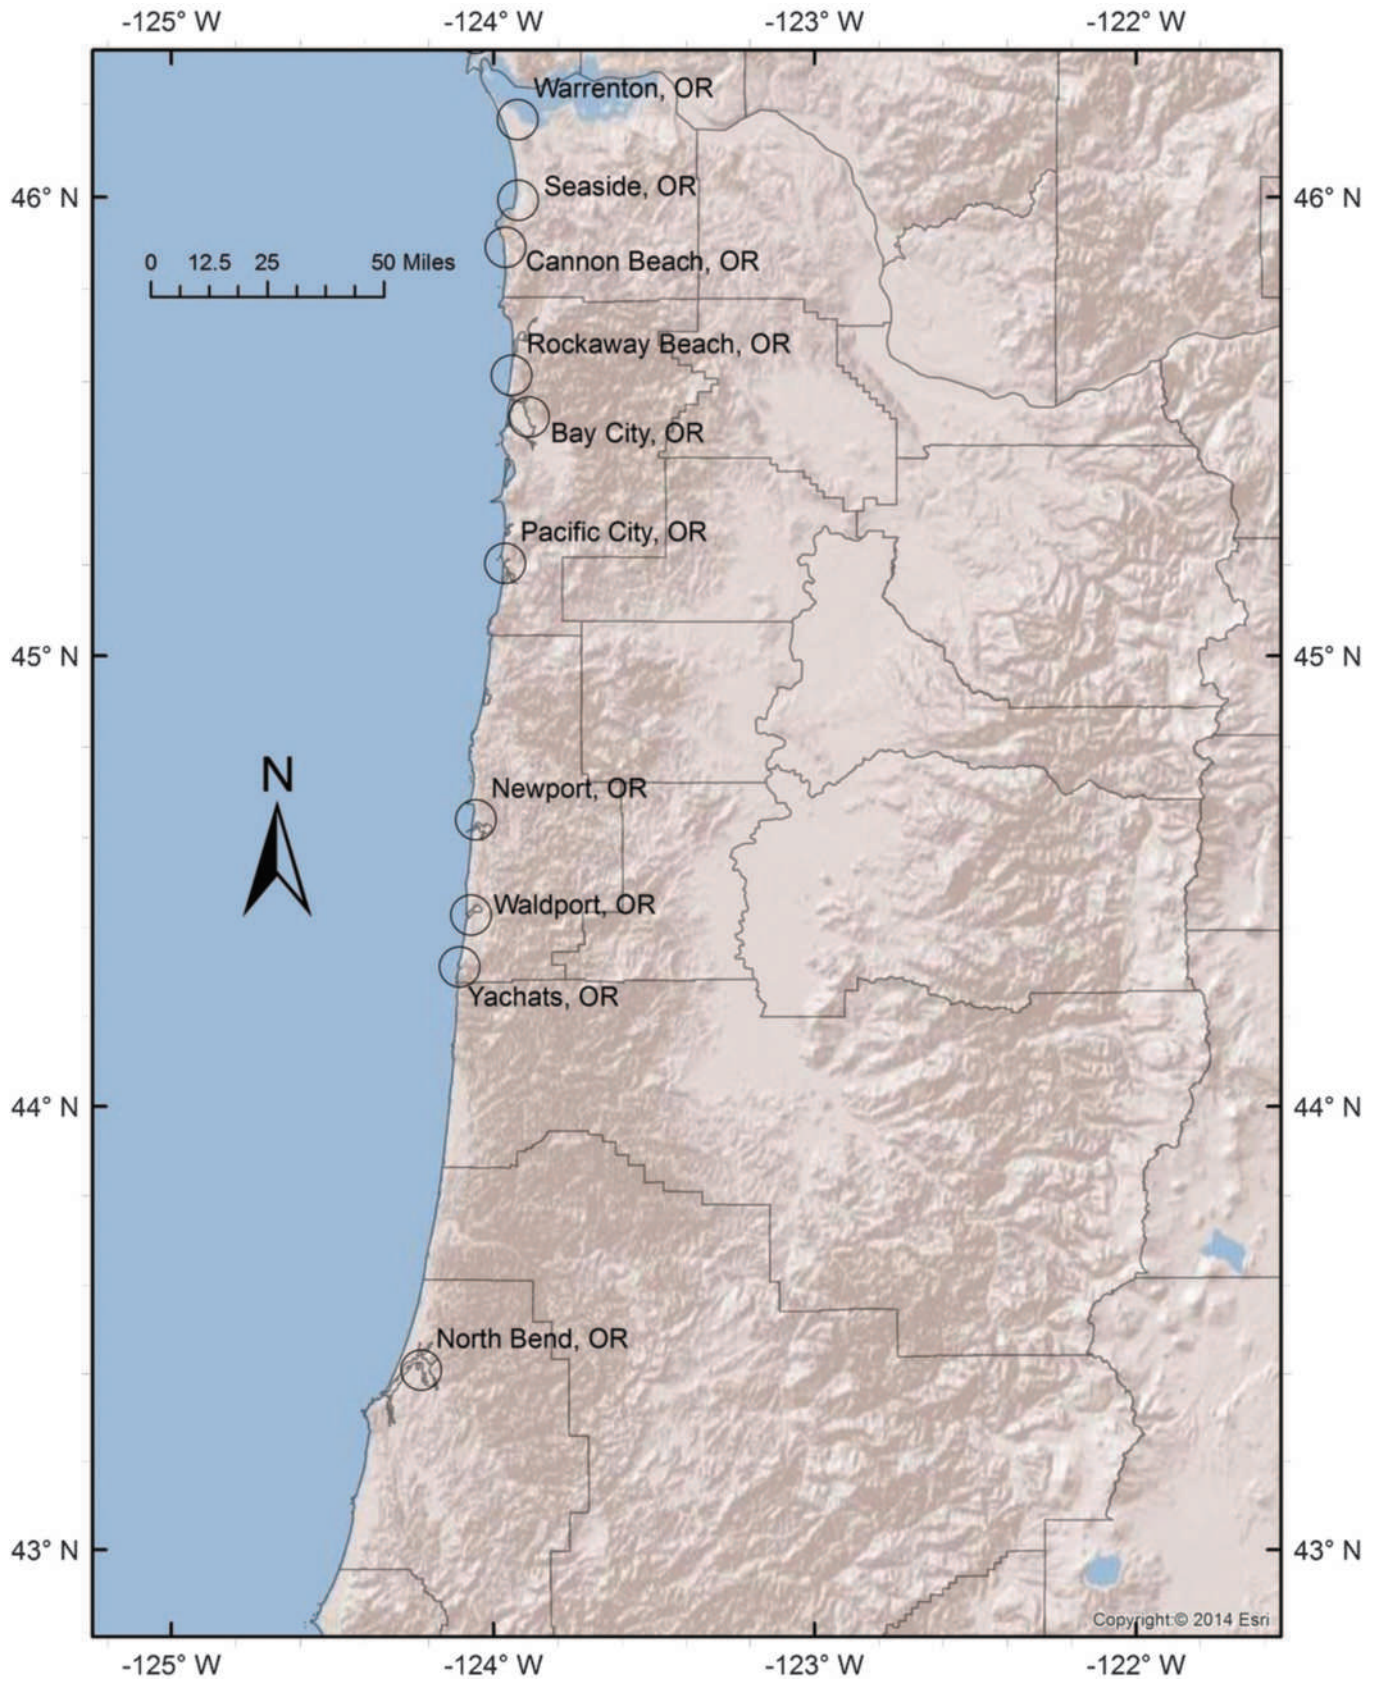 -125° W -124° W -123° W -122° W
Warrenton, OR
46° N Seaside, OR 46° N
0 12.5 25 50 Miles
Cannon Beach, OR
Rockaway Beach, OR
Bay City, OR
Pacific City, OR
45° N 45° N
N
Newport, OR
Waldport, OR
Yachats, OR
44° N 44° N
North Bend, OR
43° N 43° N
Copyright:© 2014 Esri
-125° W -124° W -123° W -122° W